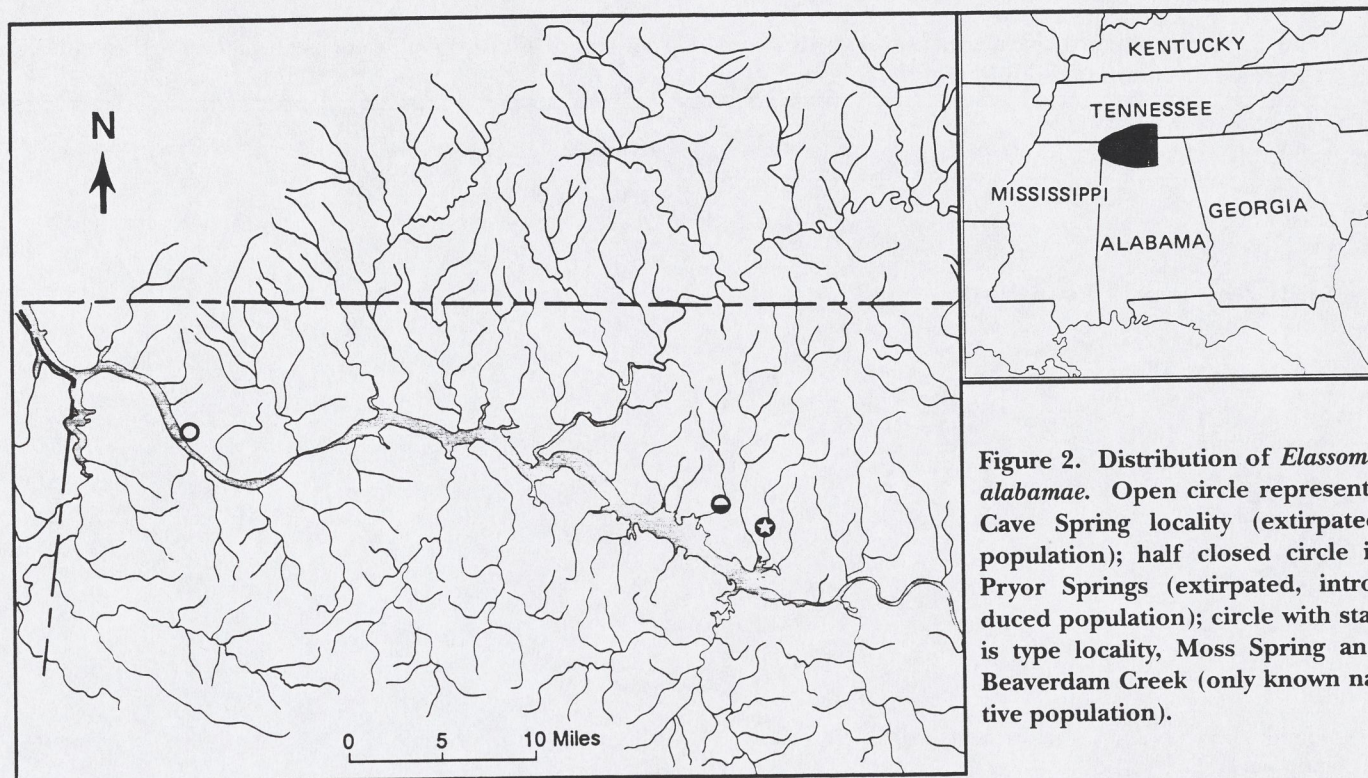 N
0 5 10 Miles
KENTUCKY
TENNESSEE
MISSISSIPPI
GEORGIA
ALABAMA
Figure 2. Distribution of Elassom
alabamae. Open circle represent
Cave Spring locality (extirpated
population); half closed circle i
Pryor Springs (extirpated, intro
duced population); circle with sta
is type locality, Moss Spring an
Beaverdam Creek (only known na
tive population).